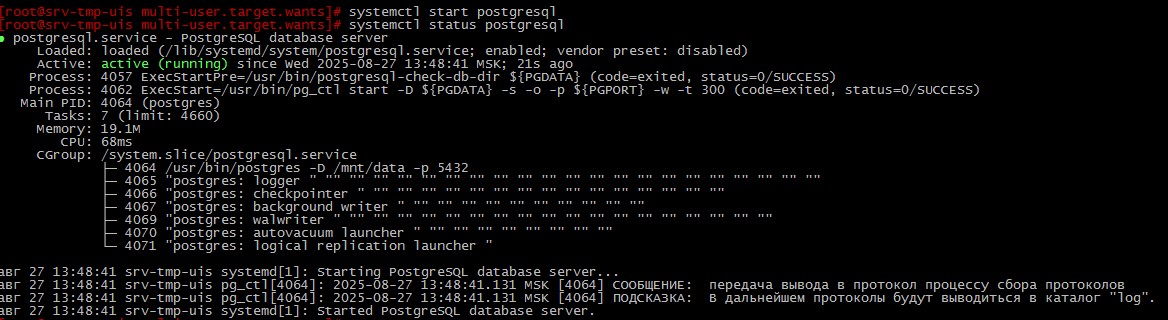 [root@srv-tmp-uis multi-user.target.wants]# systemctl start postgresql
[root@srv-tmp-uis multi-user.target.wants]# systemctl status postgresql
● postgresql.service - PostgreSQL database server
Loaded: loaded (/lib/systemd/system/postgresql.service; enabled; vendor preset: disabled)
Active: active (running) since Wed 2025-08-27 13:48:41 MSK; 21s ago
Process: 4057 ExecStartPre=/usr/bin/postgresql-check-db-dir ${PGDATA} (code=exited, status=0/SUCCESS)
Process: 4062 ExecStart=/usr/bin/pg_ctl start -D ${PGDATA} -s -o -p ${PGPORT} -w -t 300 (code=exited, status=0/SUCCESS)
Main PID: 4064 (postgres)
Tasks: 7 (limit: 4660)
Memory: 19.1M
CPU: 68ms
CGroup: /system.slice/postgresql.service
├─ 4064 /usr/bin/postgres -D /mnt/data -p 5432
├─ 4065 "postgres: logger " "" "" "" "" "" "" "" "" "" "" "" "" "" "" "" "" "" ""
├─ 4066 "postgres: checkpointer " "" "" "" "" "" "" "" "" "" "" "" ""
├─ 4067 "postgres: background writer " "" "" "" "" "" "" ""
├─ 4069 "postgres: walwriter " "" "" "" "" "" "" "" "" "" "" "" "" "" "" ""
├─ 4070 "postgres: autovacuum launcher " "" "" "" "" "" ""
└─ 4071 "postgres: logical replication launcher "
авг 27 13:48:41 srv-tmp-uis systemd[1]: Starting PostgreSQL database server...
авг 27 13:48:41 srv-tmp-uis pg_ctl[4064]: 2025-08-27 13:48:41.131 MSK [4064] СООБЩЕНИЕ:  передача вывода в протокол процессу сбора протоколов
авг 27 13:48:41 srv-tmp-uis pg_ctl[4064]: 2025-08-27 13:48:41.131 MSK [4064] ПОДСКАЗКА:  В дальнейшем протоколы будут выводиться в каталог "log".
авг 27 13:48:41 srv-tmp-uis systemd[1]: Started PostgreSQL database server.